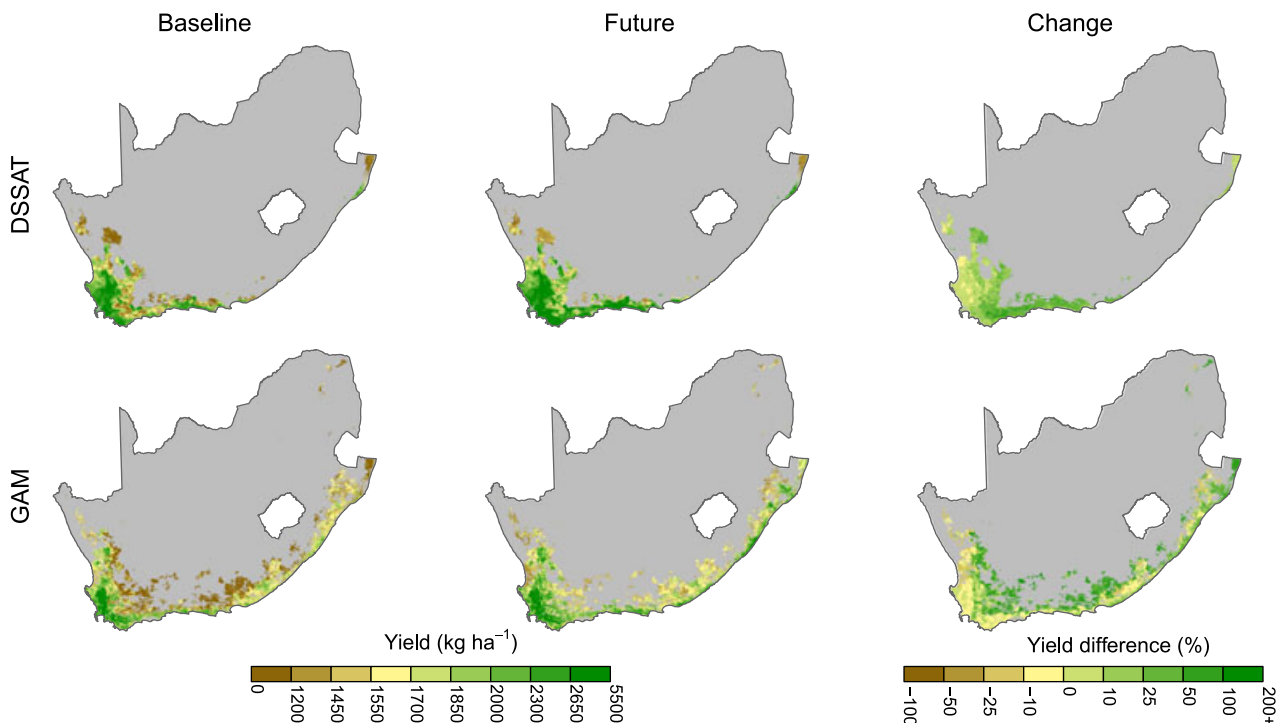 Baseline Future Change
DSSAT
GAM
Yield (kg ha⁻¹)
0 1200 1450 1550 1700 1850 2000 2300 2650 5500
Yield difference (%)
−100 −50 −25 −10 0 10 25 50 100 200+